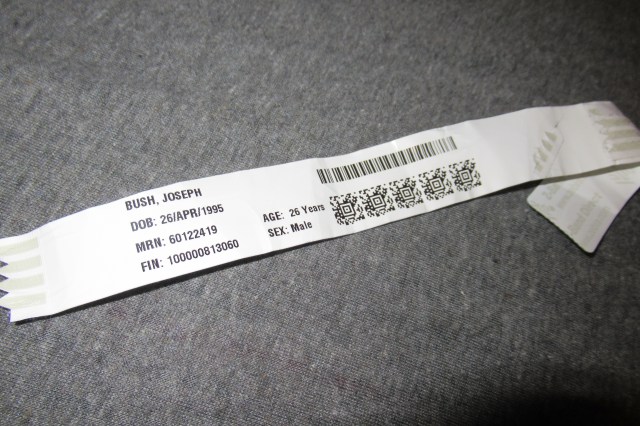 BUSH, JOSEPH
DOB: 26/APR/1995
MRN: 60122419
FIN: 100000813060
AGE: 26 Years
SEX: Male